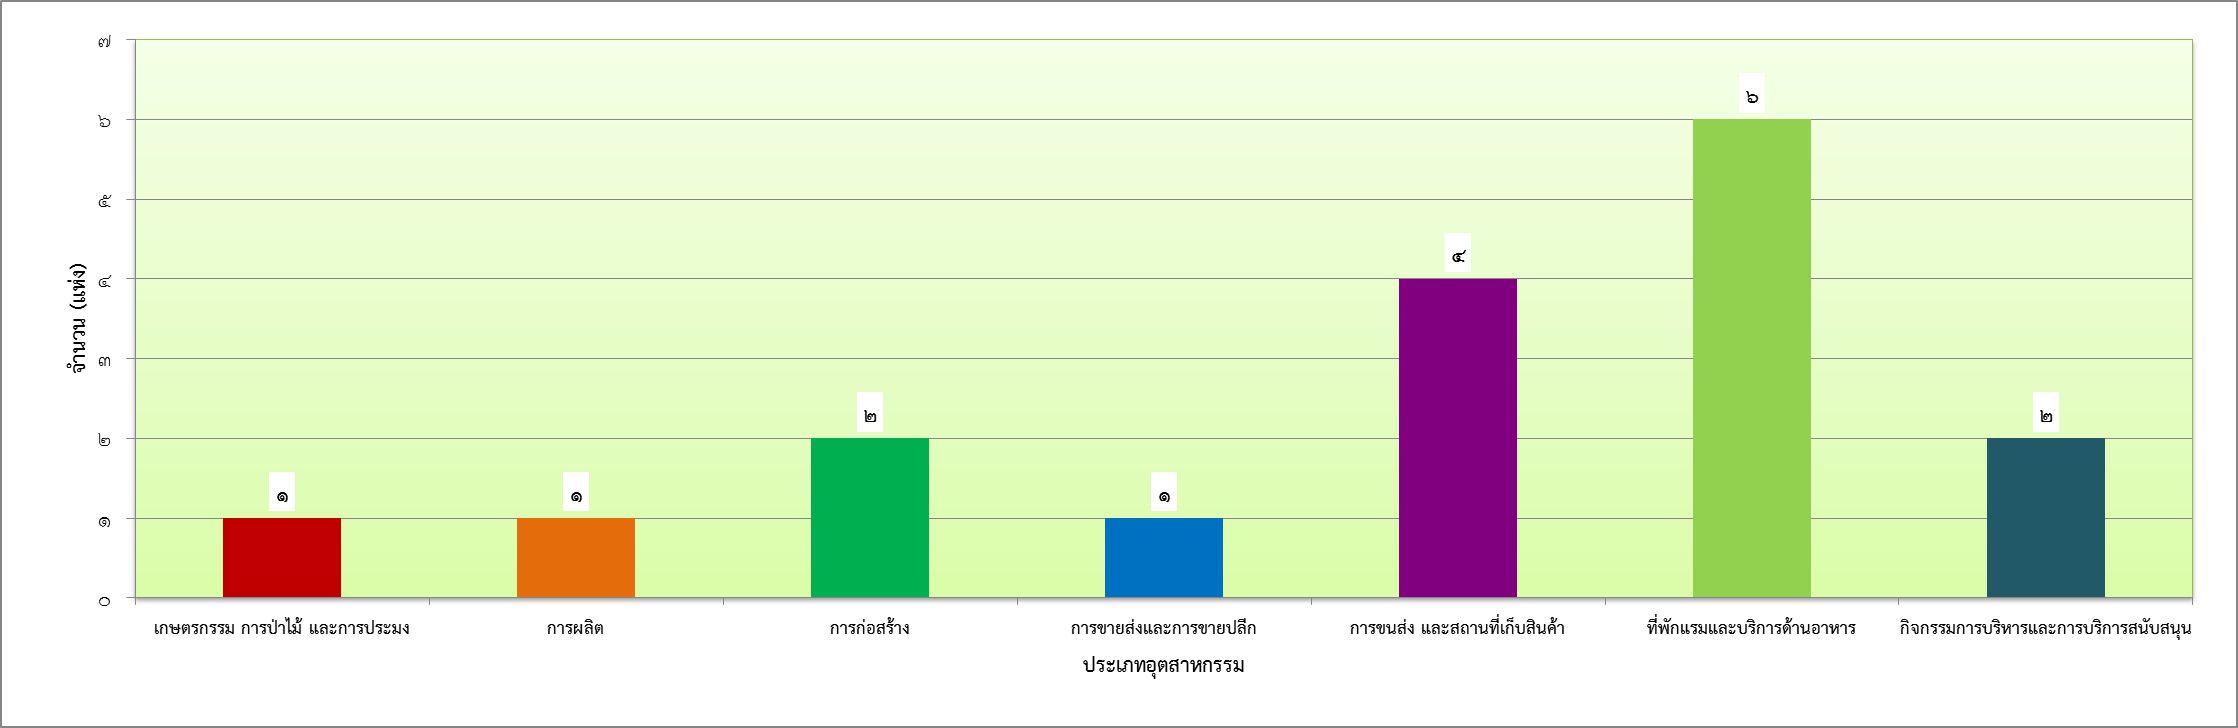 ๗
๖
๕
๔
๓
๒
๑
๐
จำนวน (แห่ง)
๑
๑
๒
๑
๔
๖
๒
เกษตรกรรม การป่าไม้ และการประมง
การผลิต
การก่อสร้าง
การขายส่งและการขายปลีก
การขนส่ง และสถานที่เก็บสินค้า
ที่พักแรมและบริการด้านอาหาร
กิจกรรมการบริหารและการบริการสนับสนุน
ประเภทอุตสาหกรรม